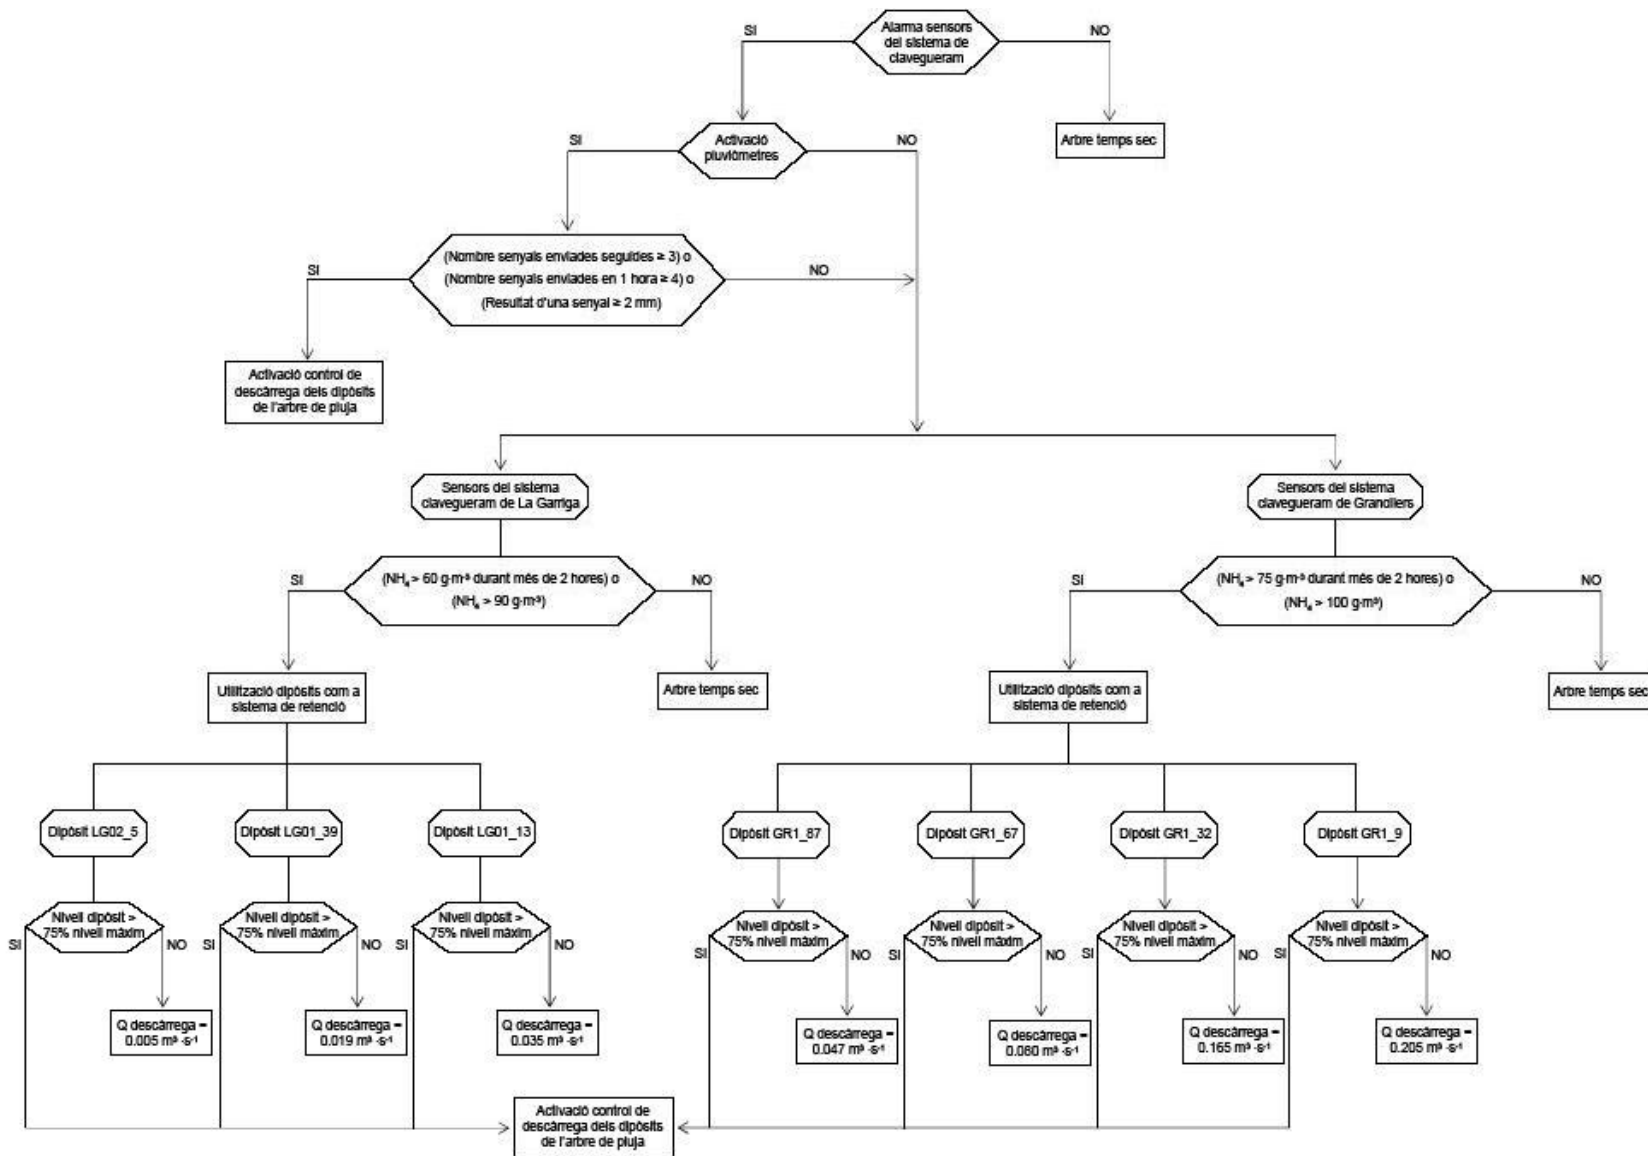 Alarma sensors
del sistema de
clavegueram
SI
NO
Activació
pluviòmetres
Arbre temps sec
SI
NO
(Nombre senyals enviades seguides ≥ 3) o
(Nombre senyals enviades en 1 hora ≥ 4) o
(Resultat d'una senyal ≥ 2 mm)
SI
NO
Activació control de
descàrrega dels dipòsits
de l'arbre de pluja
Sensors del sistema
clavegueram de La Garriga
Sensors del sistema
clavegueram de Granollers
SI
(NH₄ > 60 g·m⁻³ durant més de 2 hores) o
(NH₄ > 90 g·m⁻³)
NO
SI
(NH₄ > 75 g·m⁻³ durant més de 2 hores) o
(NH₄ > 100 g·m³)
NO
Utilització dipòsits com a
sistema de retenció
Arbre temps sec
Utilització dipòsits com a
sistema de retenció
Arbre temps sec
Dipòsit LG02_5
Dipòsit LG01_39
Dipòsit LG01_13
Dipòsit GR1_87
Dipòsit GR1_67
Dipòsit GR1_32
Dipòsit GR1_9
Nivell dipòsit >
75% nivell màxim
SI
NO
Nivell dipòsit >
75% nivell màxim
SI
NO
Nivell dipòsit >
75% nivell màxim
SI
NO
Nivell dipòsit >
75% nivell màxim
SI
NO
Nivell dipòsit >
75% nivell màxim
SI
NO
Nivell dipòsit >
75% nivell màxim
SI
NO
Nivell dipòsit >
75% nivell màxim
SI
NO
Q descàrrega =
0.005 m³ ·s⁻¹
Q descàrrega =
0.019 m³ ·s⁻¹
Q descàrrega =
0.035 m³ ·s⁻¹
Q descàrrega =
0.047 m³ ·s⁻¹
Q descàrrega =
0.080 m³ ·s⁻¹
Q descàrrega =
0.165 m³ ·s⁻¹
Q descàrrega =
0.205 m³ ·s⁻¹
Activació control de
descàrrega dels dipòsits
de l'arbre de pluja